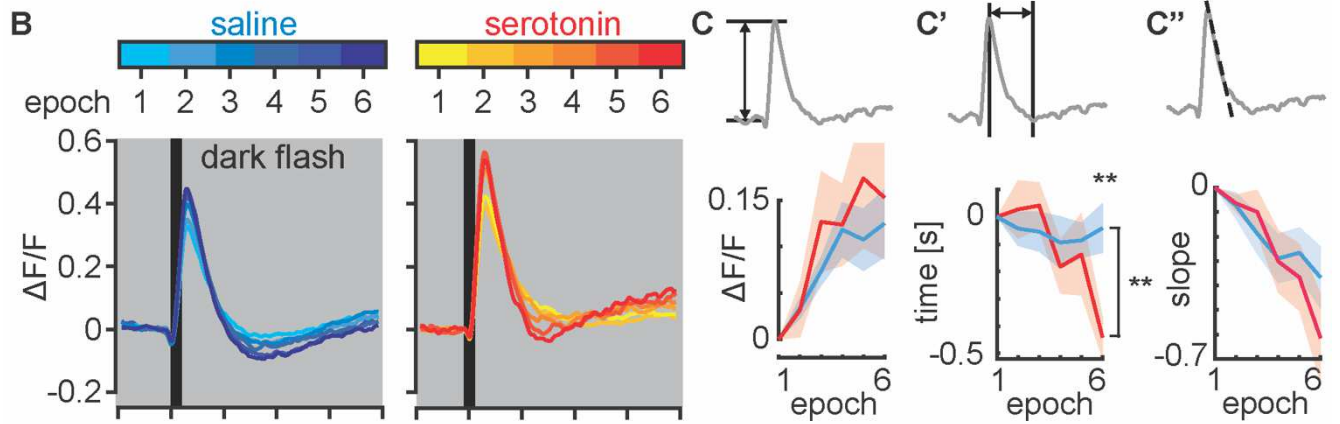 B
saline
serotonin
epoch 1 2 3 4 5 6
1 2 3 4 5 6
dark flash
ΔF/F
0.6
0.4
0.2
0
-0.2
C
ΔF/F
0.15
0
1 6
epoch
C'
**
**
time [s]
0
-0.5
1 6
epoch
C"
slope
0
-0.7
1 6
epoch